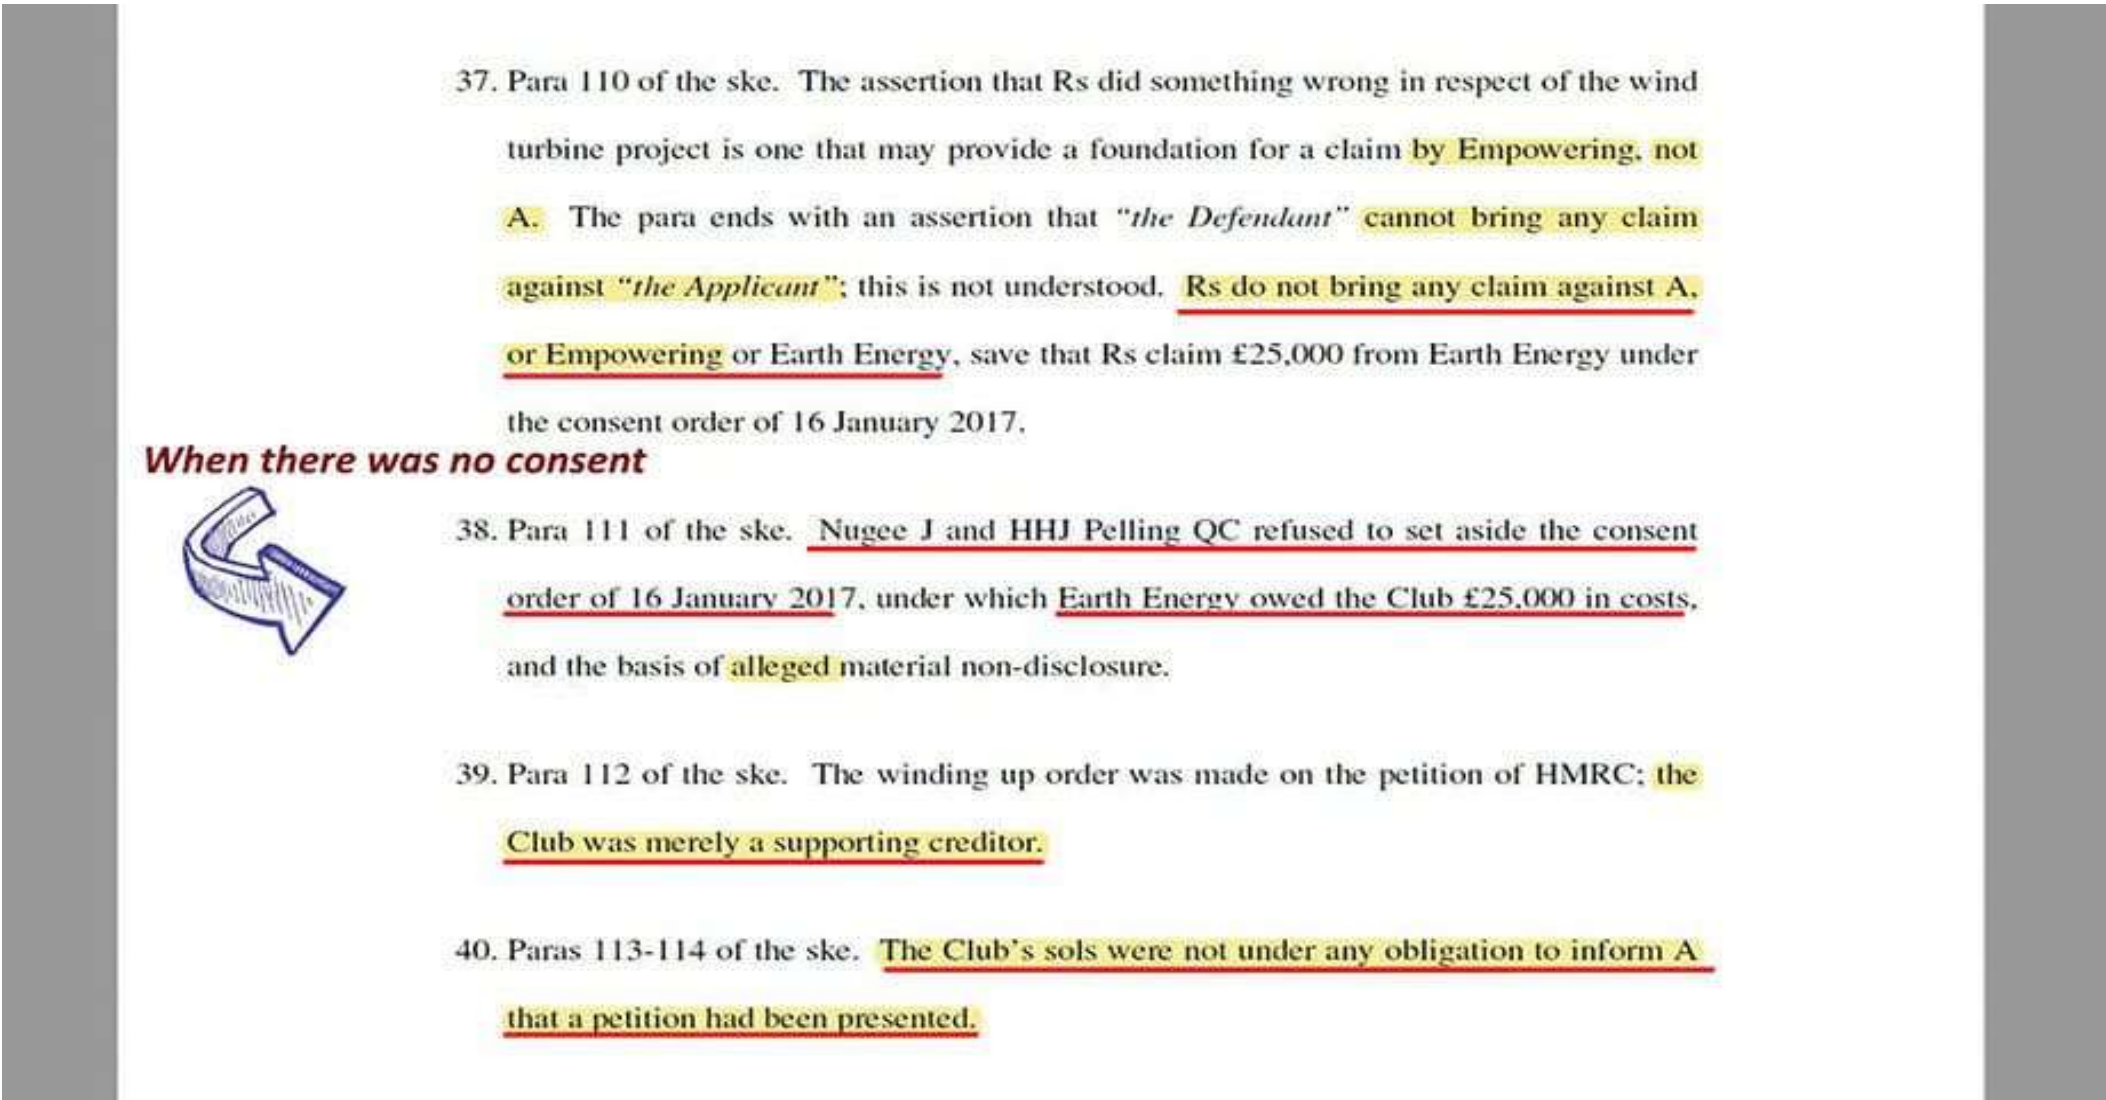 37. Para 110 of the ske. The assertion that Rs did something wrong in respect of the wind
turbine project is one that may provide a foundation for a claim by Empowering, not
A. The para ends with an assertion that “the Defendant” cannot bring any claim
against “the Applicant”; this is not understood. Rs do not bring any claim against A,
or Empowering or Earth Energy, save that Rs claim £25,000 from Earth Energy under
the consent order of 16 January 2017.
When there was no consent
38. Para 111 of the ske. Nugee J and HHJ Pelling QC refused to set aside the consent
order of 16 January 2017, under which Earth Energy owed the Club £25,000 in costs,
and the basis of alleged material non-disclosure.
39. Para 112 of the ske. The winding up order was made on the petition of HMRC; the
Club was merely a supporting creditor.
40. Paras 113-114 of the ske. The Club’s sols were not under any obligation to inform A
that a petition had been presented.